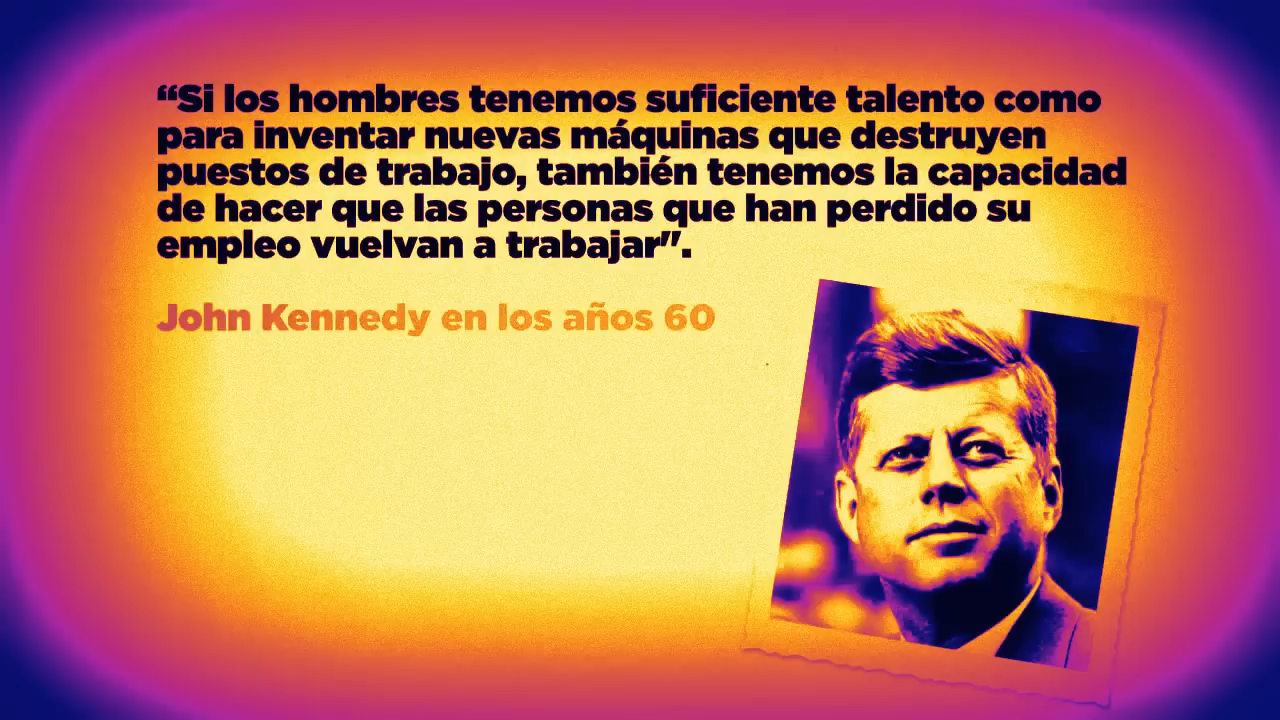 “Si los hombres tenemos suficiente talento como
para inventar nuevas máquinas que destruyen
puestos de trabajo, también tenemos la capacidad
de hacer que las personas que han perdido su
empleo vuelvan a trabajar".
John Kennedy en los años 60